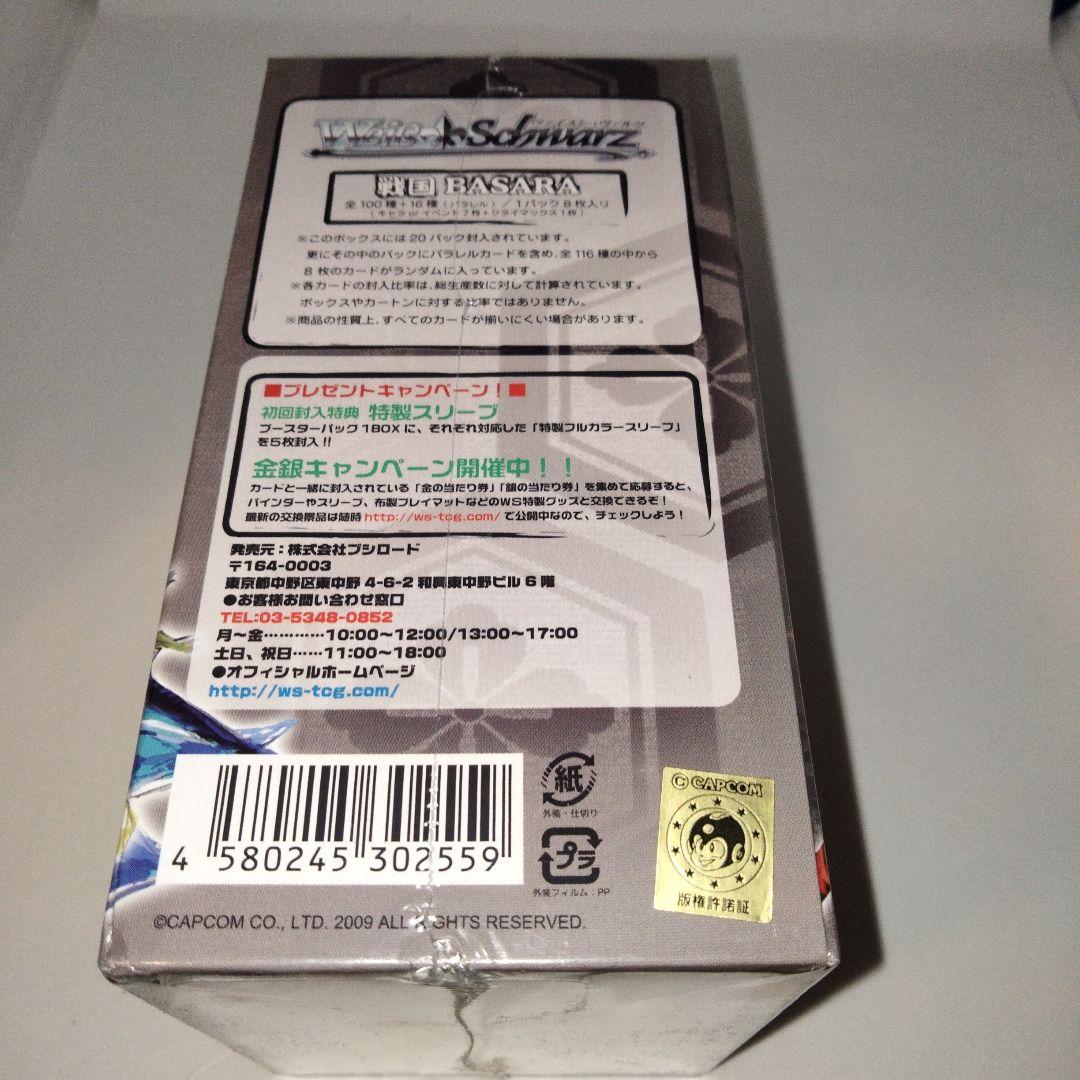 ヴァイスシュヴァルツ
Weiβ Schwarz
戦国 BASARA
全100種+16種(パラレル)/1パック8枚入り
(キャラ or イベント7枚+クライマックス1枚)
※このボックスには20パック封入されています。
更にその中のパックにパラレルカードを含め、全116種の中から
8枚のカードがランダムに入っています。
※各カードの封入比率は、総生産数に対して計算されています。
ボックスやカートンに対する比率ではありません。
※商品の性質上、すべてのカードが揃いにくい場合があります。
■プレゼントキャンペーン!■
初回封入特典 特製スリーブ
ブースターパック1BOXに、それぞれ対応した「特製フルカラースリーブ」
を5枚封入!!
金銀キャンペーン開催中!!
カードと一緒に封入されている「金の当たり券」「銀の当たり券」を集めて応募すると、
バインダーやスリーブ、布製プレイマットなどのWS特製グッズと交換できるぞ!
最新の交換景品は随時http://ws-tcg.com/で公開中なので、チェックしよう!
発売元:株式会社ブシロード
〒164-0003
東京都中野区東中野4-6-2 和興東中野ビル6階
●お客様お問い合わせ窓口
TEL:03-5348-0852
月~金…………10:00~12:00/13:00~17:00
土日、祝日……11:00~18:00
●オフィシャルホームページ
http://ws-tcg.com/
4 580245 302559
紙
外箱・仕切り
プラ
外装フィルム:PP
© CAPCOM
版権許諾証
©CAPCOM CO., LTD. 2009 ALL RIGHTS RESERVED.